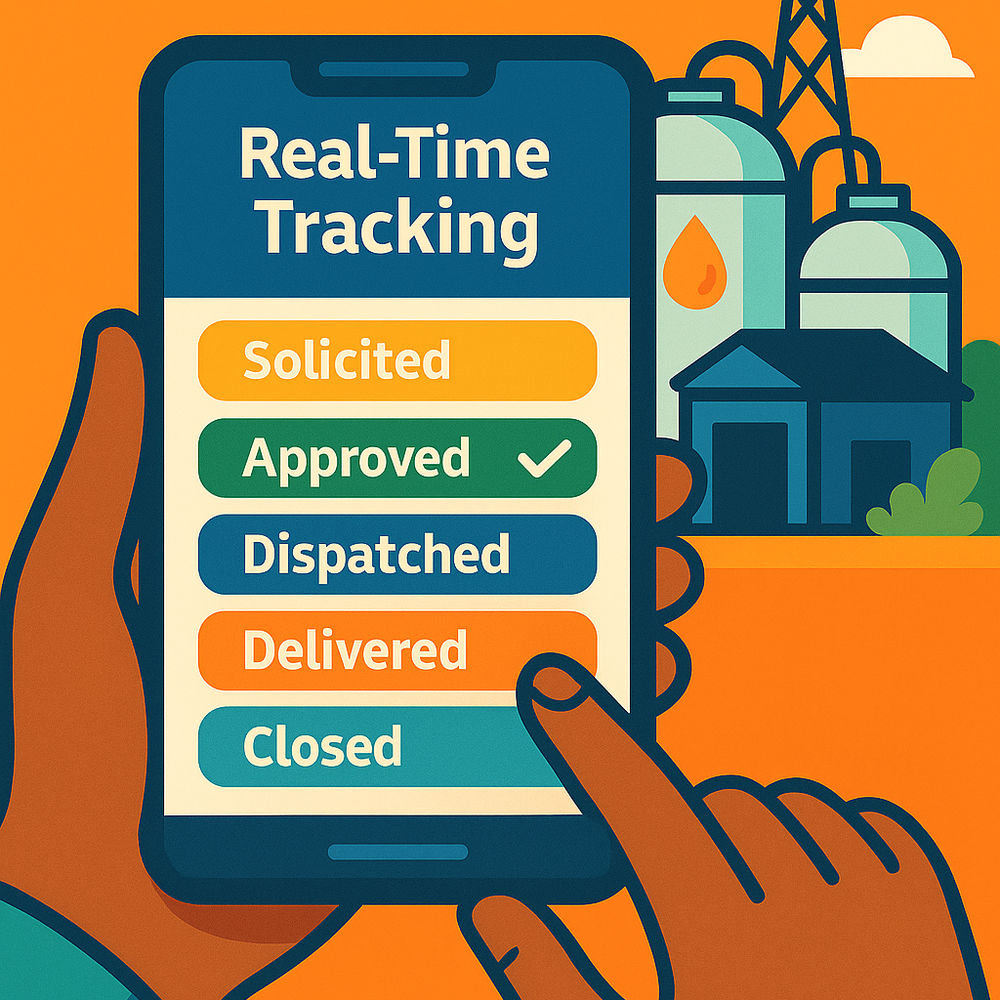 Real-Time
Tracking
Solicited
Approved
Dispatched
Delivered
Closed